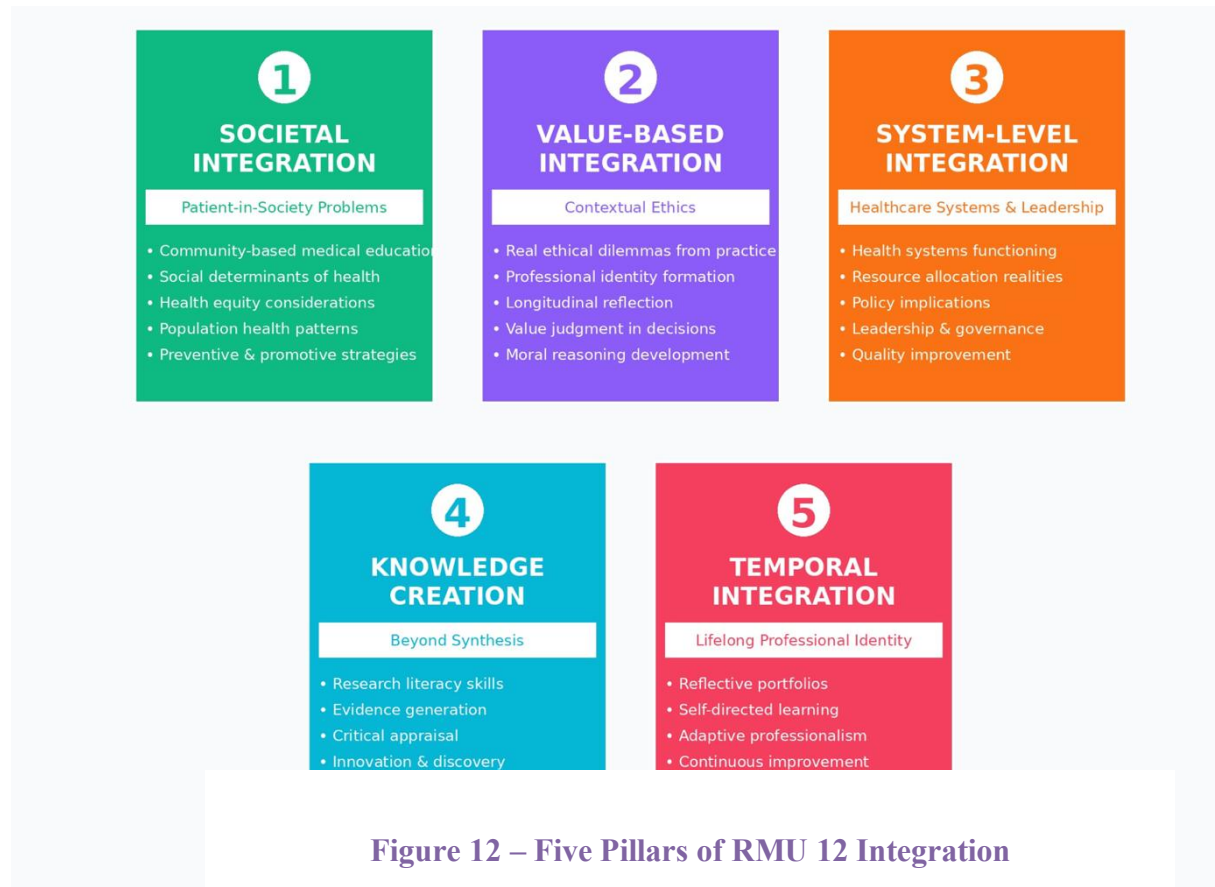 1
SOCIETAL
INTEGRATION
Patient-in-Society Problems
• Community-based medical education
• Social determinants of health
• Health equity considerations
• Population health patterns
• Preventive & promotive strategies
2
VALUE-BASED
INTEGRATION
Contextual Ethics
• Real ethical dilemmas from practice
• Professional identity formation
• Longitudinal reflection
• Value judgment in decisions
• Moral reasoning development
3
SYSTEM-LEVEL
INTEGRATION
Healthcare Systems & Leadership
• Health systems functioning
• Resource allocation realities
• Policy implications
• Leadership & governance
• Quality improvement
4
KNOWLEDGE
CREATION
Beyond Synthesis
• Research literacy skills
• Evidence generation
• Critical appraisal
• Innovation & discovery
5
TEMPORAL
INTEGRATION
Lifelong Professional Identity
• Reflective portfolios
• Self-directed learning
• Adaptive professionalism
• Continuous improvement
Figure 12 – Five Pillars of RMU 12 Integration